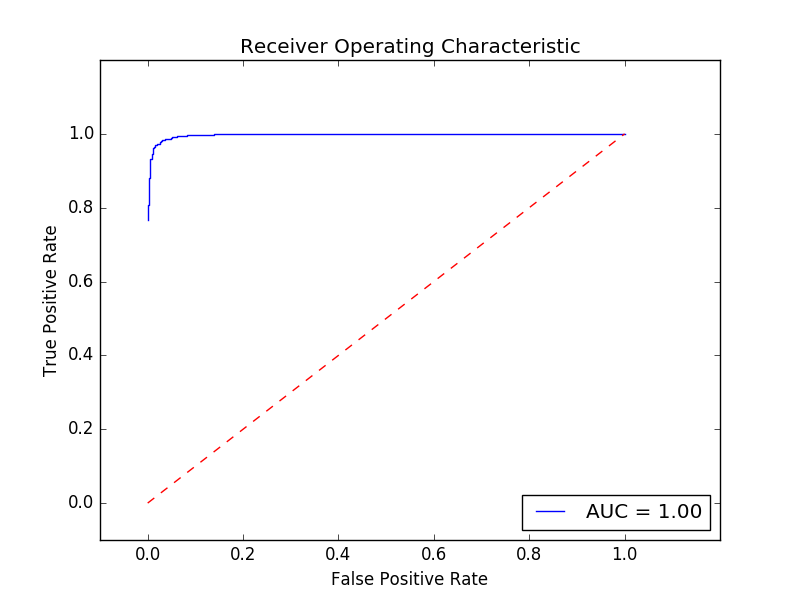 Receiver Operating Characteristic
True Positive Rate
1.0
0.8
0.6
0.4
0.2
0.0
AUC = 1.00
0.0 0.2 0.4 0.6 0.8 1.0
False Positive Rate